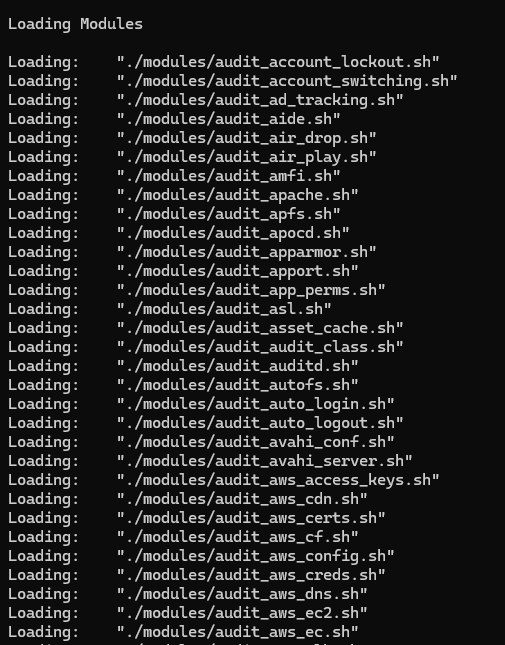 Loading Modules
Loading: "./modules/audit_account_lockout.sh"
Loading: "./modules/audit_account_switching.sh"
Loading: "./modules/audit_ad_tracking.sh"
Loading: "./modules/audit_aide.sh"
Loading: "./modules/audit_air_drop.sh"
Loading: "./modules/audit_air_play.sh"
Loading: "./modules/audit_amfi.sh"
Loading: "./modules/audit_apache.sh"
Loading: "./modules/audit_apfs.sh"
Loading: "./modules/audit_apocd.sh"
Loading: "./modules/audit_apparmor.sh"
Loading: "./modules/audit_apport.sh"
Loading: "./modules/audit_app_perms.sh"
Loading: "./modules/audit_asl.sh"
Loading: "./modules/audit_asset_cache.sh"
Loading: "./modules/audit_audit_class.sh"
Loading: "./modules/audit_auditd.sh"
Loading: "./modules/audit_autofs.sh"
Loading: "./modules/audit_auto_login.sh"
Loading: "./modules/audit_auto_logout.sh"
Loading: "./modules/audit_avahi_conf.sh"
Loading: "./modules/audit_avahi_server.sh"
Loading: "./modules/audit_aws_access_keys.sh"
Loading: "./modules/audit_aws_cdn.sh"
Loading: "./modules/audit_aws_certs.sh"
Loading: "./modules/audit_aws_cf.sh"
Loading: "./modules/audit_aws_config.sh"
Loading: "./modules/audit_aws_creds.sh"
Loading: "./modules/audit_aws_dns.sh"
Loading: "./modules/audit_aws_ec2.sh"
Loading: "./modules/audit_aws_ec.sh"